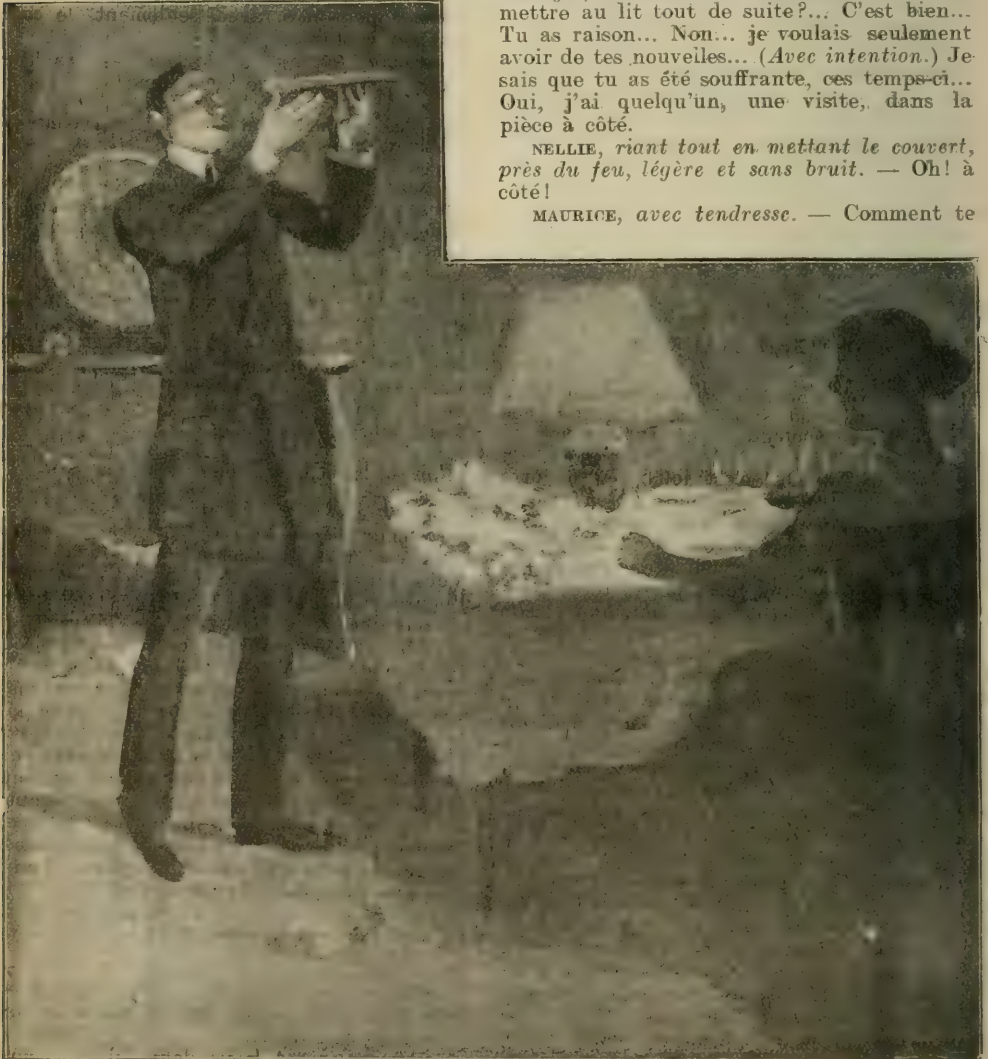 mettre au lit tout de suite?... C'est bien...
Tu as raison... Non... je voulais seulement
avoir de tes nouvelles... (Avec intention.) Je
sais que tu as été souffrante, ces temps-ci...
Oui, j'ai quelqu'un, une visite, dans la
pièce à côté.
NELLIE, riant tout en mettant le couvert,
près du feu, légère et sans bruit. — Oh! à
côté!
MAURICE, avec tendresse. — Comment te